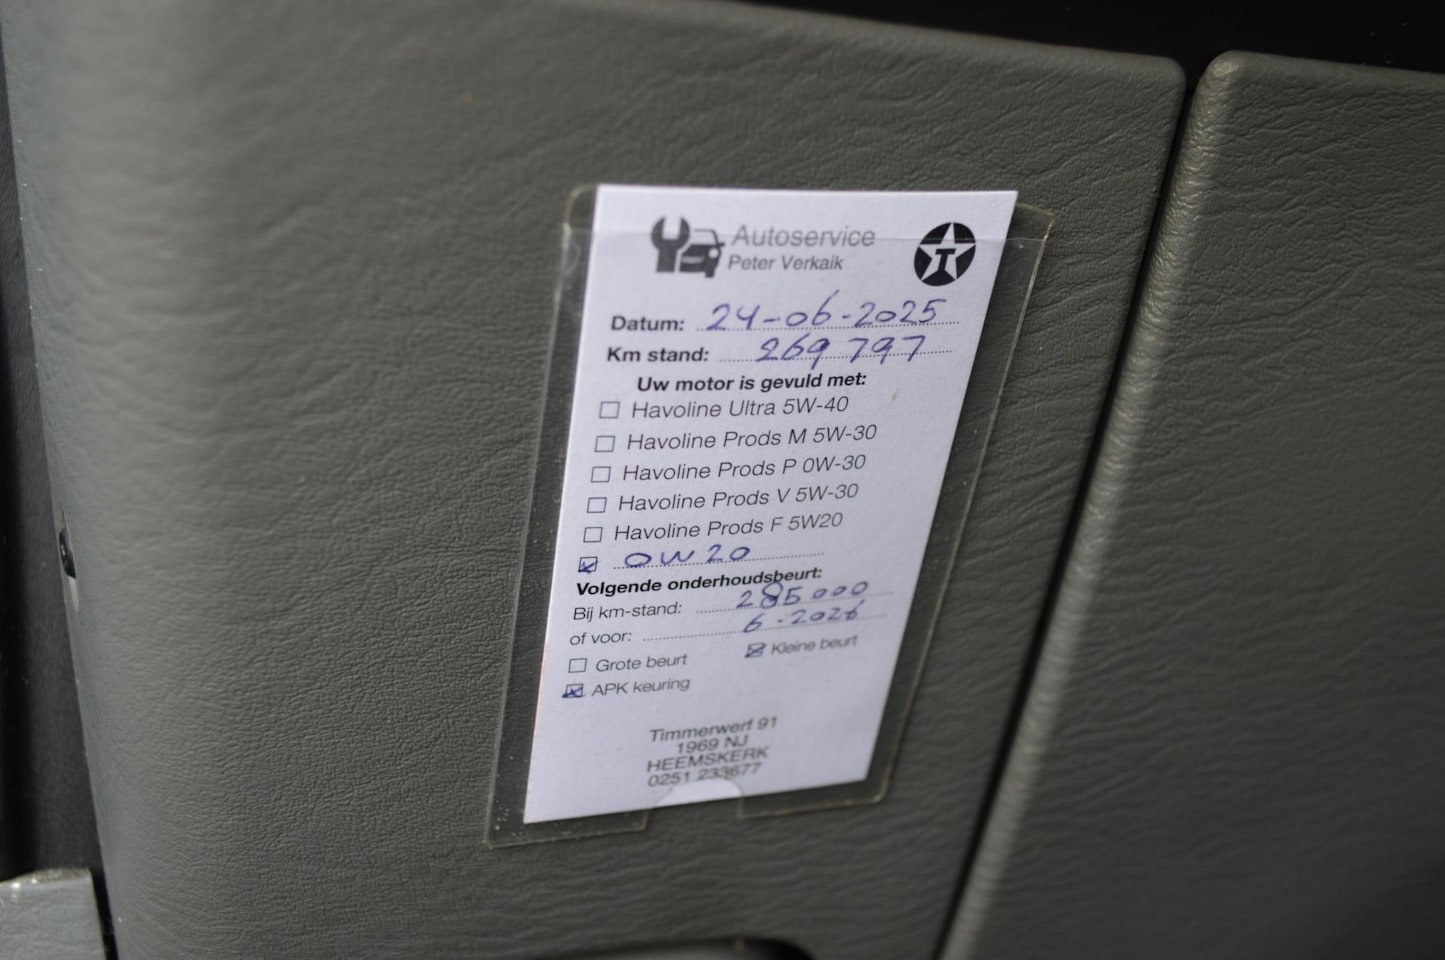 Autoservice
Peter Verkaik
T
Datum: 24-06-2025
Km stand: 269 797
Uw motor is gevuld met:
Havoline Ultra 5W-40
Havoline Prods M 5W-30
Havoline Prods P 0W-30
Havoline Prods V 5W-30
Havoline Prods F 5W20
OW20
Volgende onderhoudsbeurt:
Bij km-stand: 285000
of voor: 6-2026
Grote beurt Kleine beurt
APK keuring
Timmerwerf 91
1969 NJ
HEEMSKERK
0251 233677